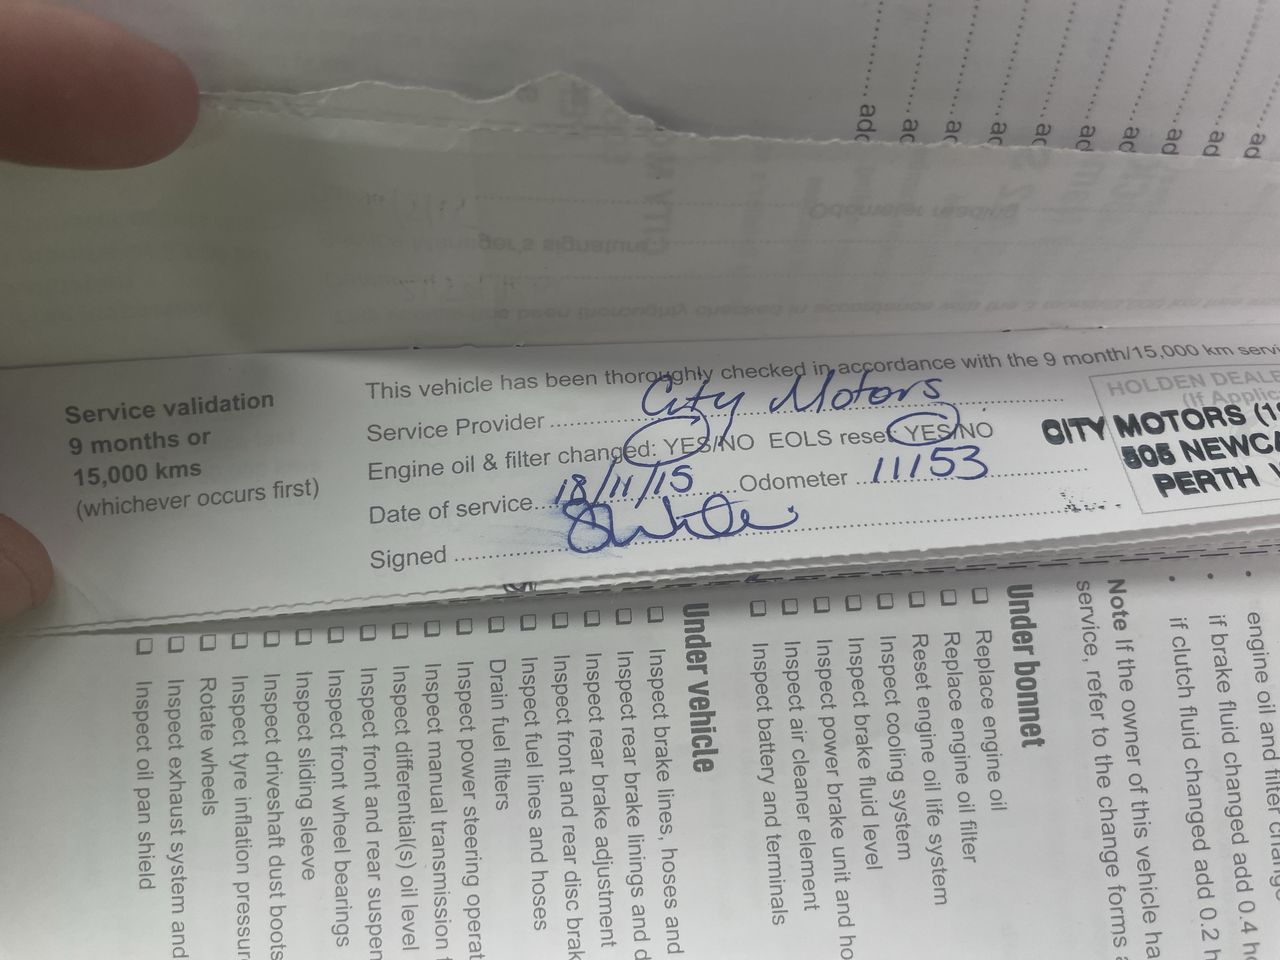 Service validation
9 months or
15,000 kms
(whichever occurs first)
This vehicle has been thoroughly checked in accordance with the 9 month/15,000 km servi
Service Provider ........ City Motors
Engine oil & filter changed: YES/NO EOLS reset YES/NO
Date of service... 18/11/15 ....Odometer ... 11153
Signed ........
HOLDEN DEALE
(If Applic
CITY MOTORS (1
505 NEWCA
PERTH
engine oil and filter chang
if brake fluid changed add 0.4 h
if clutch fluid changed add 0.2 h
Note If the owner of this vehicle ha
service, refer to the change forms a
Under bonnet
Replace engine oil
Replace engine oil filter
Reset engine oil life system
Inspect cooling system
Inspect brake fluid level
Inspect power brake unit and ho
Inspect air cleaner element
Inspect battery and terminals
Under vehicle
Inspect brake lines, hoses and
Inspect rear brake linings and d
Inspect rear brake adjustment
Inspect front and rear disc brak
Inspect fuel lines and hoses
Drain fuel filters
Inspect power steering operat
Inspect manual transmission f
Inspect differential(s) oil level
Inspect front and rear suspen
Inspect front wheel bearings
Inspect sliding sleeve
Inspect driveshaft dust boots
Inspect tyre inflation pressur
Rotate wheels
Inspect exhaust system and
Inspect oil pan shield